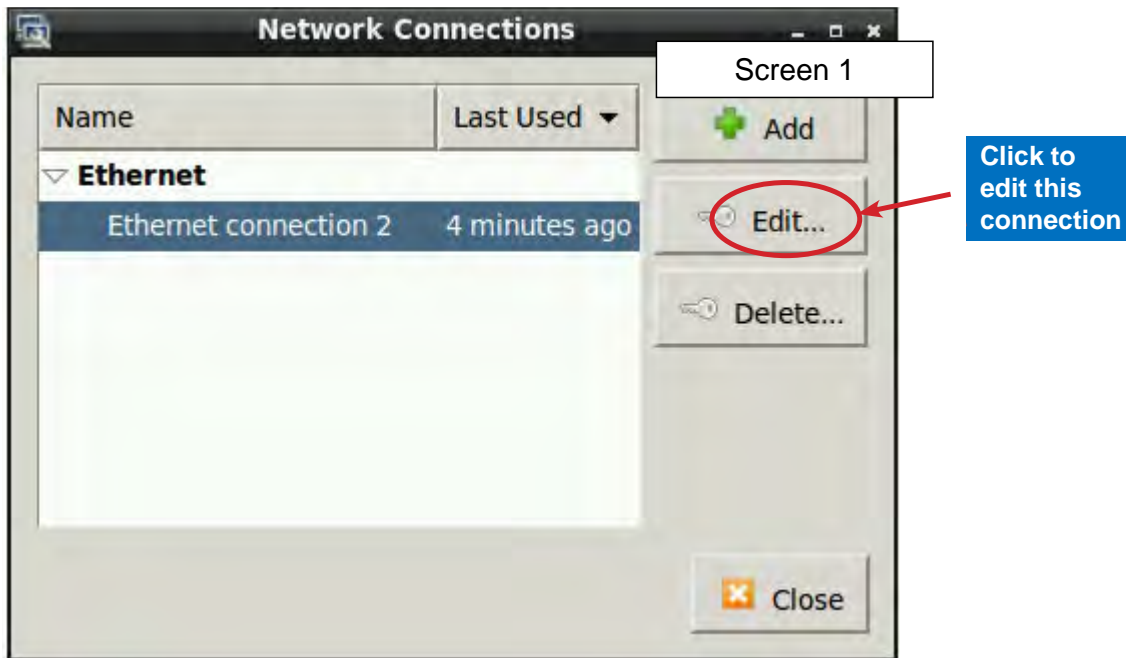 Network Connections
Screen 1
Name
Last Used
Add
Ethernet
Click to
edit this
connection
Ethernet connection 2
4 minutes ago
Edit...
Delete...
Close